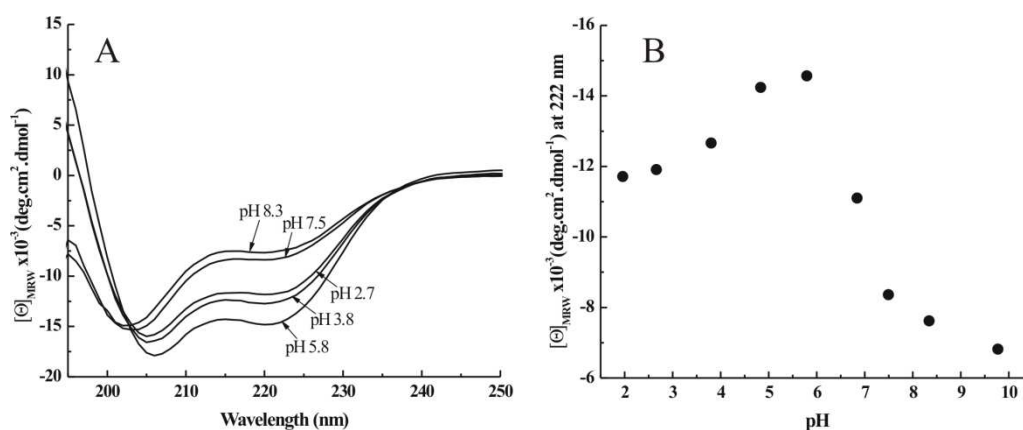 A
15
10
5
0
-5
-10
-15
-20
[Θ]MRW x10⁻³(deg.cm².dmol⁻¹)
pH 8.3
pH 7.5
pH 2.7
pH 3.8
pH 5.8
200 210 220 230 240 250
Wavelength (nm)
B
-16
-14
-12
-10
-8
-6
[Θ]MRW x10⁻³(deg.cm².dmol⁻¹) at 222 nm
2 3 4 5 6 7 8 9 10
pH